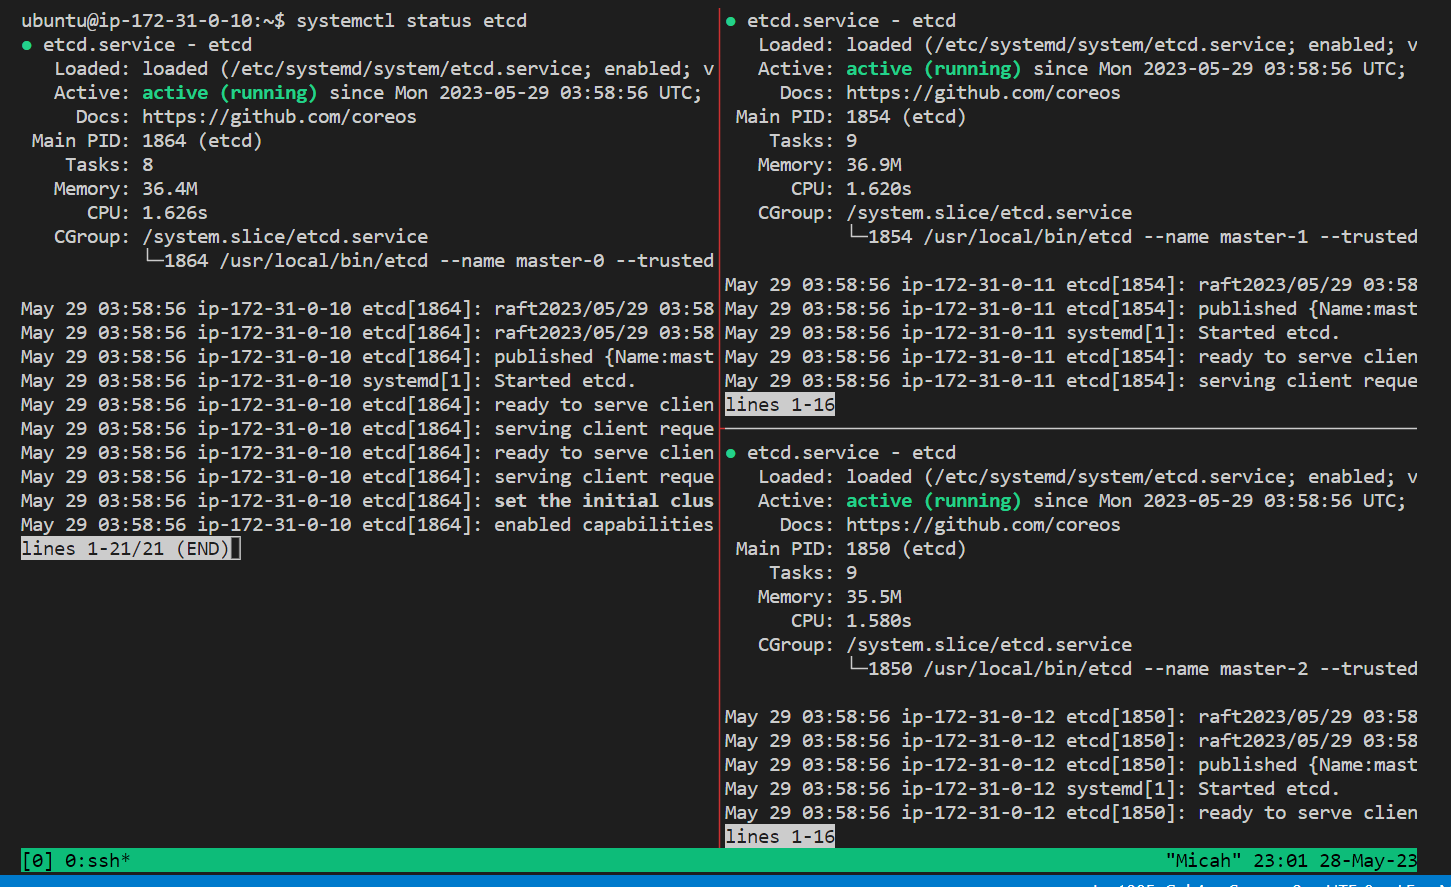 ubuntu@ip-172-31-0-10:~$ systemctl status etcd
● etcd.service - etcd
Loaded: loaded (/etc/systemd/system/etcd.service; enabled; v
Active: active (running) since Mon 2023-05-29 03:58:56 UTC;
Docs: https://github.com/coreos
Main PID: 1864 (etcd)
Tasks: 8
Memory: 36.4M
CPU: 1.626s
CGroup: /system.slice/etcd.service
└─1864 /usr/local/bin/etcd --name master-0 --trusted
May 29 03:58:56 ip-172-31-0-10 etcd[1864]: raft2023/05/29 03:58
May 29 03:58:56 ip-172-31-0-10 etcd[1864]: raft2023/05/29 03:58
May 29 03:58:56 ip-172-31-0-10 etcd[1864]: published {Name:mast
May 29 03:58:56 ip-172-31-0-10 systemd[1]: Started etcd.
May 29 03:58:56 ip-172-31-0-10 etcd[1864]: ready to serve clien
May 29 03:58:56 ip-172-31-0-10 etcd[1864]: serving client reque
May 29 03:58:56 ip-172-31-0-10 etcd[1864]: ready to serve clien
May 29 03:58:56 ip-172-31-0-10 etcd[1864]: serving client reque
May 29 03:58:56 ip-172-31-0-10 etcd[1864]: set the initial clus
May 29 03:58:56 ip-172-31-0-10 etcd[1864]: enabled capabilities
lines 1-21/21 (END)
● etcd.service - etcd
Loaded: loaded (/etc/systemd/system/etcd.service; enabled; v
Active: active (running) since Mon 2023-05-29 03:58:56 UTC;
Docs: https://github.com/coreos
Main PID: 1854 (etcd)
Tasks: 9
Memory: 36.9M
CPU: 1.620s
CGroup: /system.slice/etcd.service
└─1854 /usr/local/bin/etcd --name master-1 --trusted
May 29 03:58:56 ip-172-31-0-11 etcd[1854]: raft2023/05/29 03:58
May 29 03:58:56 ip-172-31-0-11 etcd[1854]: published {Name:mast
May 29 03:58:56 ip-172-31-0-11 systemd[1]: Started etcd.
May 29 03:58:56 ip-172-31-0-11 etcd[1854]: ready to serve clien
May 29 03:58:56 ip-172-31-0-11 etcd[1854]: serving client reque
lines 1-16
● etcd.service - etcd
Loaded: loaded (/etc/systemd/system/etcd.service; enabled; v
Active: active (running) since Mon 2023-05-29 03:58:56 UTC;
Docs: https://github.com/coreos
Main PID: 1850 (etcd)
Tasks: 9
Memory: 35.5M
CPU: 1.580s
CGroup: /system.slice/etcd.service
└─1850 /usr/local/bin/etcd --name master-2 --trusted
May 29 03:58:56 ip-172-31-0-12 etcd[1850]: raft2023/05/29 03:58
May 29 03:58:56 ip-172-31-0-12 etcd[1850]: raft2023/05/29 03:58
May 29 03:58:56 ip-172-31-0-12 etcd[1850]: published {Name:mast
May 29 03:58:56 ip-172-31-0-12 systemd[1]: Started etcd.
May 29 03:58:56 ip-172-31-0-12 etcd[1850]: ready to serve clien
lines 1-16
[0] 0:ssh* "Micah" 23:01 28-May-23